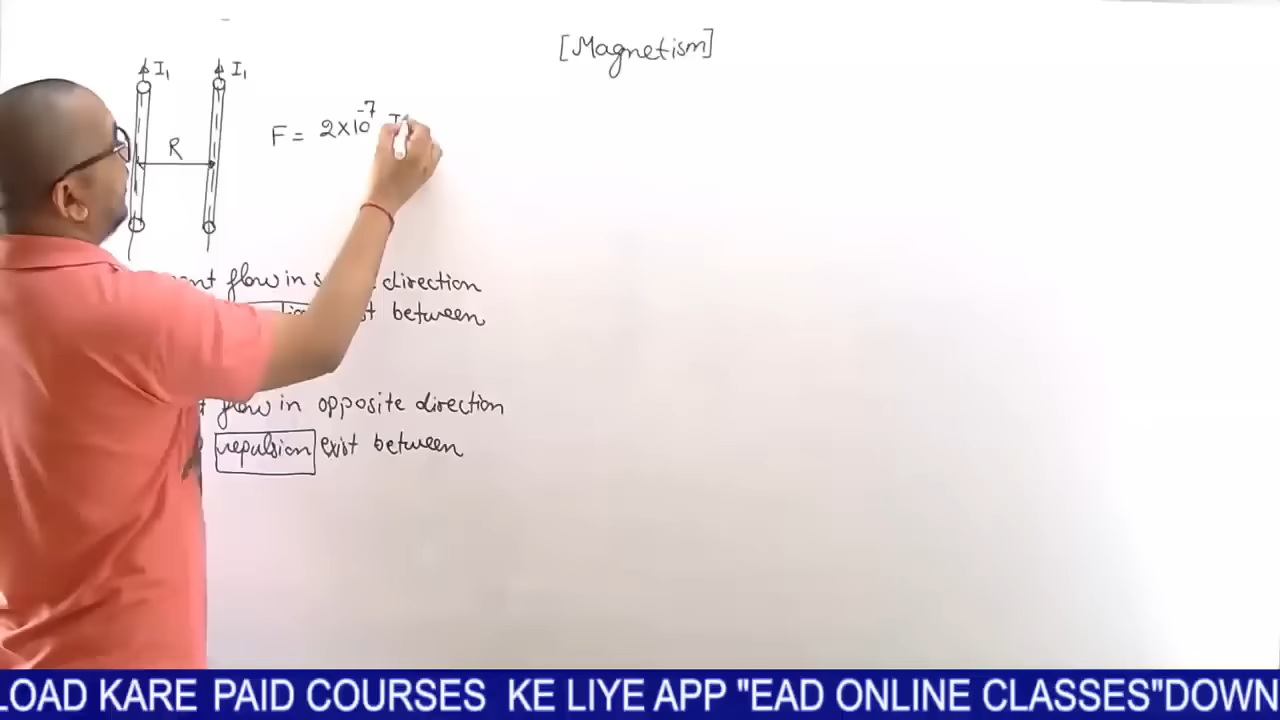 [Magnetism]
I₁ I₁
R
F = 2×10⁻⁷
flow in direction
between
flow in opposite direction
repulsion exist between
LOAD KARE PAID COURSES KE LIYE APP "EAD ONLINE CLASSES"DOWN